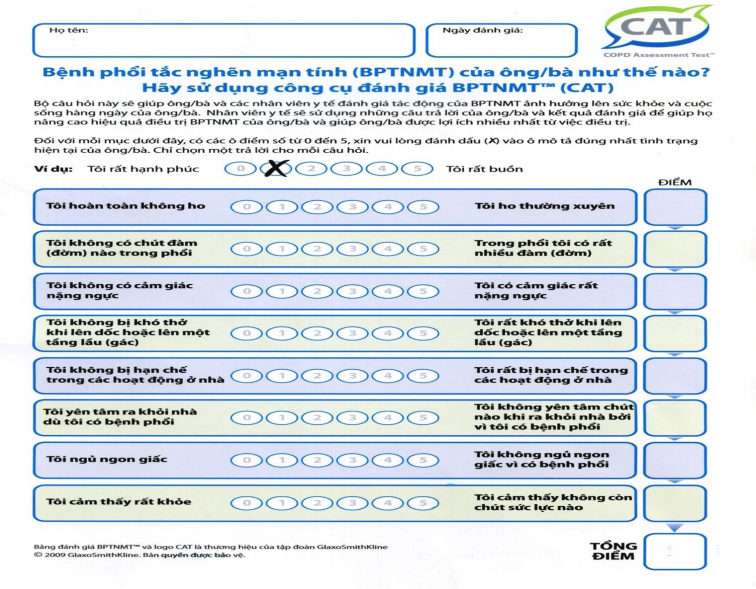 Họ tên:
Ngày đánh giá:
CAT
COPD Assessment Test™
Bệnh phổi tắc nghẽn mạn tính (BPTNMT) của ông/bà như thế nào?
Hãy sử dụng công cụ đánh giá BPTNMT™ (CAT)
Bộ câu hỏi này sẽ giúp ông/bà và các nhân viên y tế đánh giá tác động của BPTNMT ảnh hưởng lên sức khỏe và cuộc
sống hàng ngày của ông/bà. Nhân viên y tế sẽ sử dụng những câu trả lời của ông/bà và kết quả đánh giá để giúp họ
nâng cao hiệu quả điều trị BPTNMT của ông/bà và giúp ông/bà được lợi ích nhiều nhất từ việc điều trị.
Đối với mỗi mục dưới đây, có các ô điểm số từ 0 đến 5, xin vui lòng đánh dấu (X) vào ô mô tả đúng nhất tình trạng
hiện tại của ông/bà. Chỉ chọn một trả lời cho mỗi câu hỏi.
Ví dụ: Tôi rất hạnh phúc 0 X 2 3 4 5 Tôi rất buồn
ĐIỂM
Tôi hoàn toàn không ho 0 1 2 3 4 5 Tôi ho thường xuyên
Tôi không có chút đàm
(đờm) nào trong phổi
0 1 2 3 4 5
Trong phổi tôi có rất
nhiều đàm (đờm)
Tôi không có cảm giác
nặng ngực
0 1 2 3 4 5
Tôi có cảm giác rất
nặng ngực
Tôi không bị khó thở
khi lên dốc hoặc lên một
tầng lầu (gác)
0 1 2 3 4 5
Tôi rất khó thở khi lên
dốc hoặc lên một tầng
lầu (gác)
Tôi không bị hạn chế
trong các hoạt động ở nhà
0 1 2 3 4 5
Tôi rất bị hạn chế trong
các hoạt động ở nhà
Tôi yên tâm ra khỏi nhà
dù tôi có bệnh phổi
0 1 2 3 4 5
Tôi không yên tâm chút
nào khi ra khỏi nhà bởi
vì tôi có bệnh phổi
Tôi ngủ ngon giấc
0 1 2 3 4 5
Tôi không ngủ ngon
giấc vì có bệnh phổi
Tôi cảm thấy rất khỏe
0 1 2 3 4 5
Tôi cảm thấy không còn
chút sức lực nào
Bảng đánh giá BPTNMT™ và logo CAT là thương hiệu của tập đoàn GlaxoSmithKline
© 2009 GlaxoSmithKline. Bản quyền được bảo vệ.
TỔNG
ĐIỂM